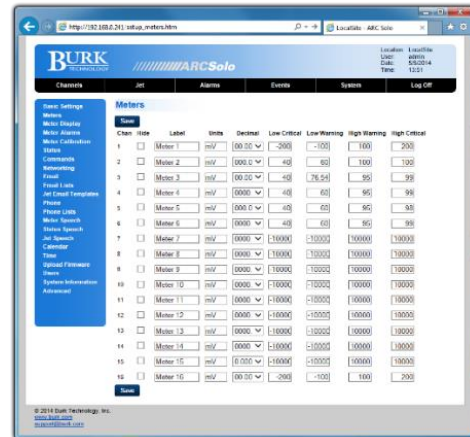 http://192.168.0.241/setup_meters.htm
LocalSite - ARC Solo
BURK
TECHNOLOGY
ARCSolo
Location LocalSite
User admin
Date 5/5/2014
Time 13:51
Channels Jet Alarms Events System Log Off
Basic Settings
Meters
Meter Display
Meter Alarms
Meter Calibration
Status
Commands
Networking
Email
Email Lists
Jet Email Templates
Phone
Phone Lists
Meter Speech
Status Speech
Jet Speech
Calendar
Time
Upload Firmware
Users
System Information
Advanced
Meters
Save
Chan Hide Label Units Decimal Low Critical Low Warning High Warning High Critical
1 Meter 1 mV 00.00 -200 -100 100 200
2 Meter 2 mV 000.0 40 60 100 100
3 Meter 3 mV 00.00 40 76.54 95 99
4 Meter 4 mV 0000 40 60 95 99
5 Meter 5 mV 000.0 40 60 95 98
6 Meter 6 mV 0000 40 60 95 99
7 Meter 7 mV 0000 -10000 -10000 10000 10000
8 Meter 8 mV 0000 -10000 -10000 10000 10000
9 Meter 9 mV 0000 -10000 -10000 10000 10000
10 Meter 10 mV 0000 -10000 -10000 10000 10000
11 Meter 11 mV 0000 -10000 -10000 10000 10000
12 Meter 12 mV 0000 -10000 -10000 10000 10000
13 Meter 13 mV 0000 -10000 -10000 10000 10000
14 Meter 14 mV 0000 -10000 -10000 10000 10000
15 Meter 15 mV 0.000 -10000 -10000 10000 10000
16 Meter 16 mV 00.00 -200 -100 100 200
Save
© 2014 Burk Technology, Inc.
www.burk.com
support@burk.com